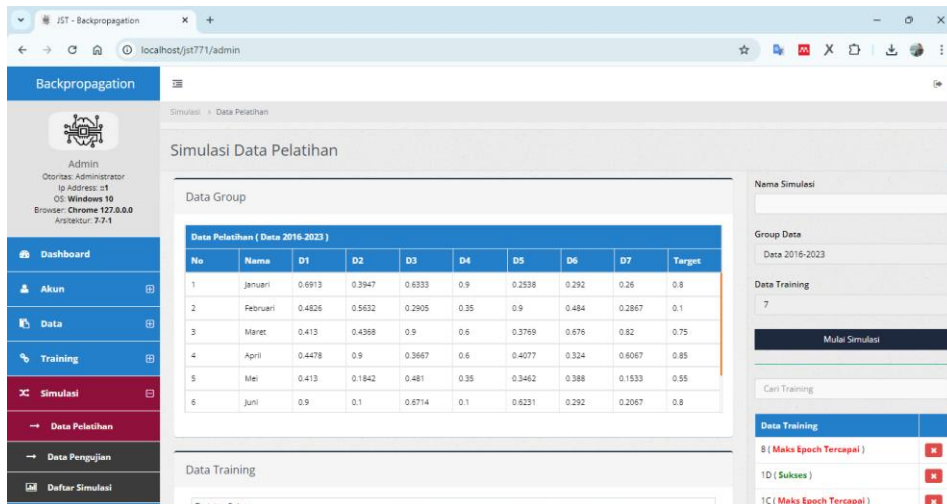 JST - Backpropagation
localhost/jst771/admin
Backpropagation
Admin
Otoritas: Administrator
Ip Address: ::1
OS: Windows 10
Browser: Chrome 127.0.0.0
Arsitektur: 7-7-1
Dashboard
Akun
Data
Training
Simulasi
Data Pelatihan
Data Pengujian
Daftar Simulasi
Simulasi > Data Pelatihan
Simulasi Data Pelatihan
Data Group
Data Pelatihan ( Data 2016-2023 )
No Nama D1 D2 D3 D4 D5 D6 D7 Target
1 Januari 0.6913 0.3947 0.6333 0.9 0.2538 0.292 0.26 0.8
2 Februari 0.4826 0.5632 0.2905 0.35 0.9 0.484 0.2867 0.1
3 Maret 0.413 0.4368 0.9 0.6 0.3769 0.676 0.82 0.75
4 April 0.4478 0.9 0.3667 0.6 0.4077 0.324 0.6067 0.85
5 Mei 0.413 0.1842 0.481 0.35 0.3462 0.388 0.1533 0.55
6 Juni 0.9 0.1 0.6714 0.1 0.6231 0.292 0.2067 0.8
Data Training
Nama Simulasi
Group Data
Data 2016-2023
Data Training
7
Mulai Simulasi
Cari Training
Data Training
8 ( Maks Epoch Tercapai )
1D ( Sukses )
1C ( Maks Epoch Tercapai )